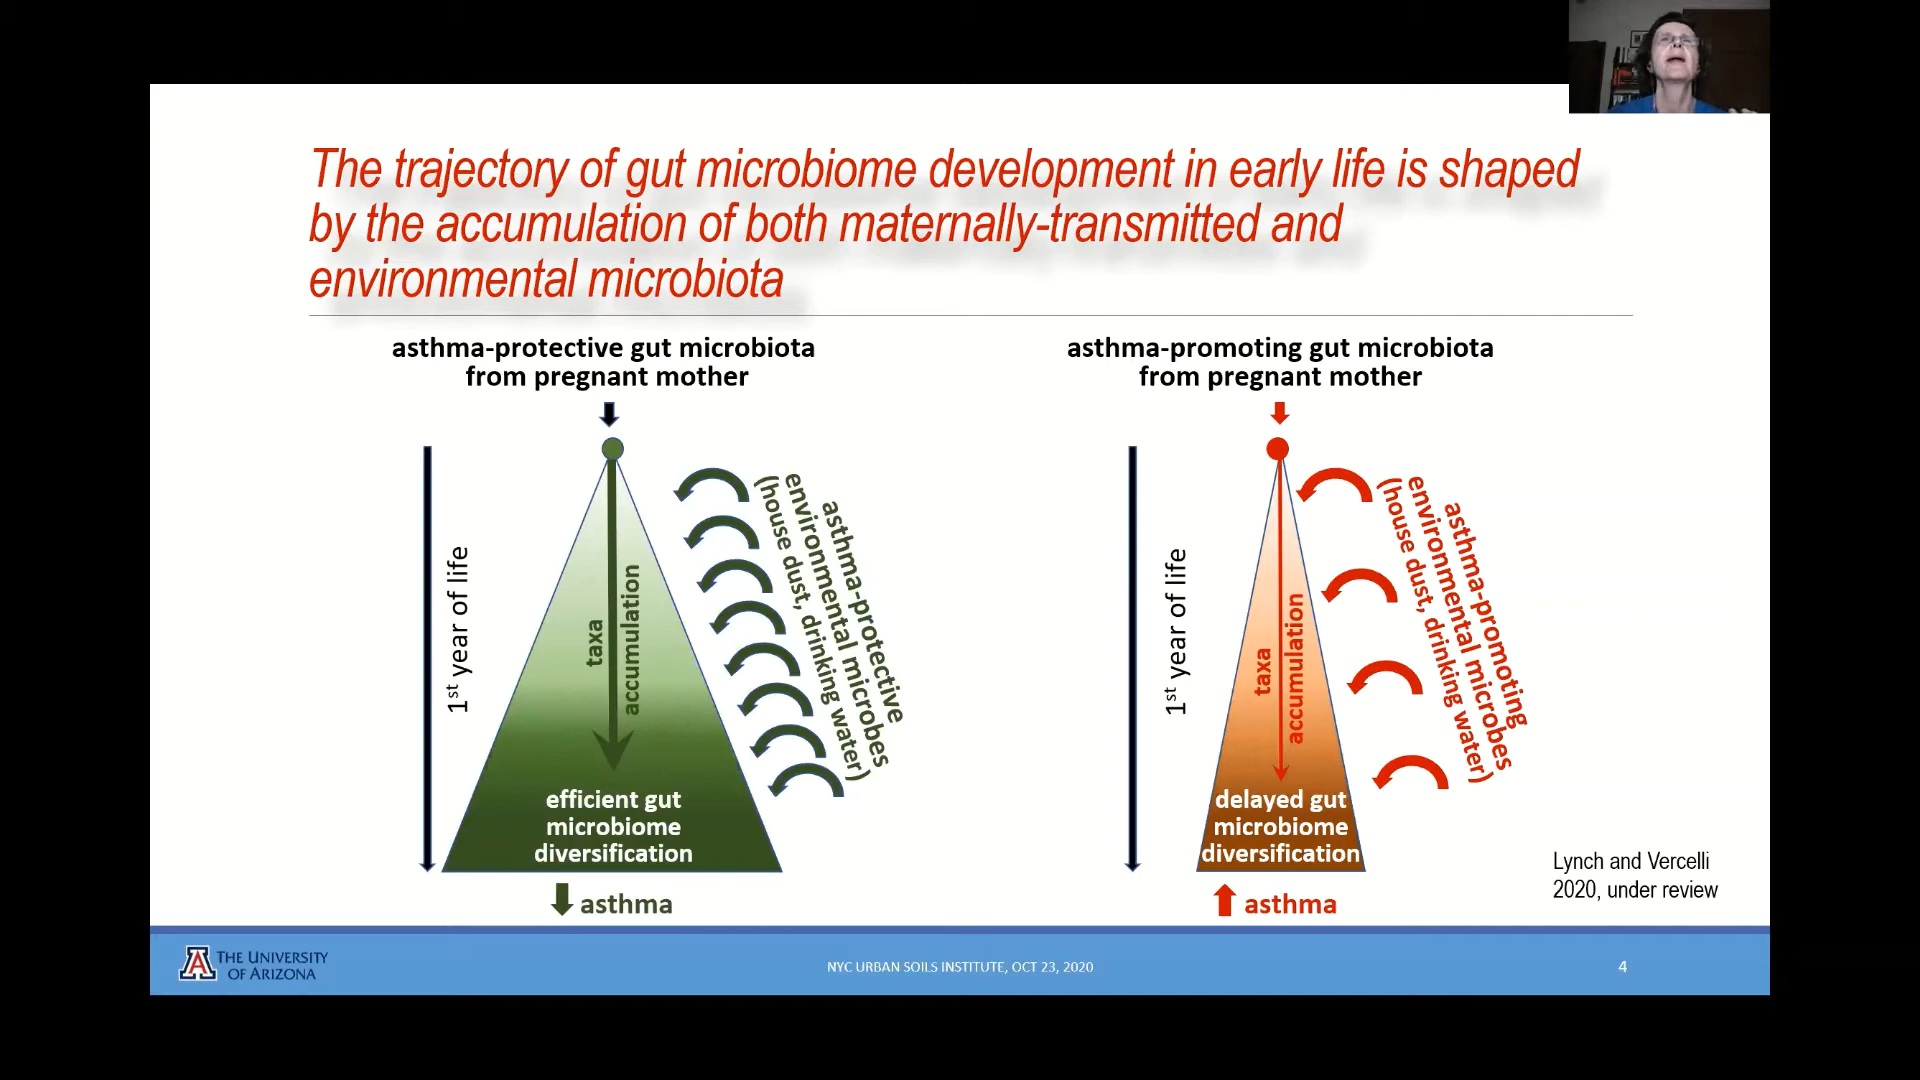 The trajectory of gut microbiome development in early life is shaped
by the accumulation of both maternally-transmitted and
environmental microbiota
asthma-protective gut microbiota
from pregnant mother
1st year of life
taxa
accumulation
asthma-protective
environmental microbes
(house dust, drinking water)
efficient gut
microbiome
diversification
asthma
asthma-promoting gut microbiota
from pregnant mother
1st year of life
taxa
accumulation
asthma-promoting
environmental microbes
(house dust, drinking water)
delayed gut
microbiome
diversification
asthma
Lynch and Vercelli
2020, under review
A
THE UNIVERSITY
OF ARIZONA
NYC URBAN SOILS INSTITUTE, OCT 23, 2020
4